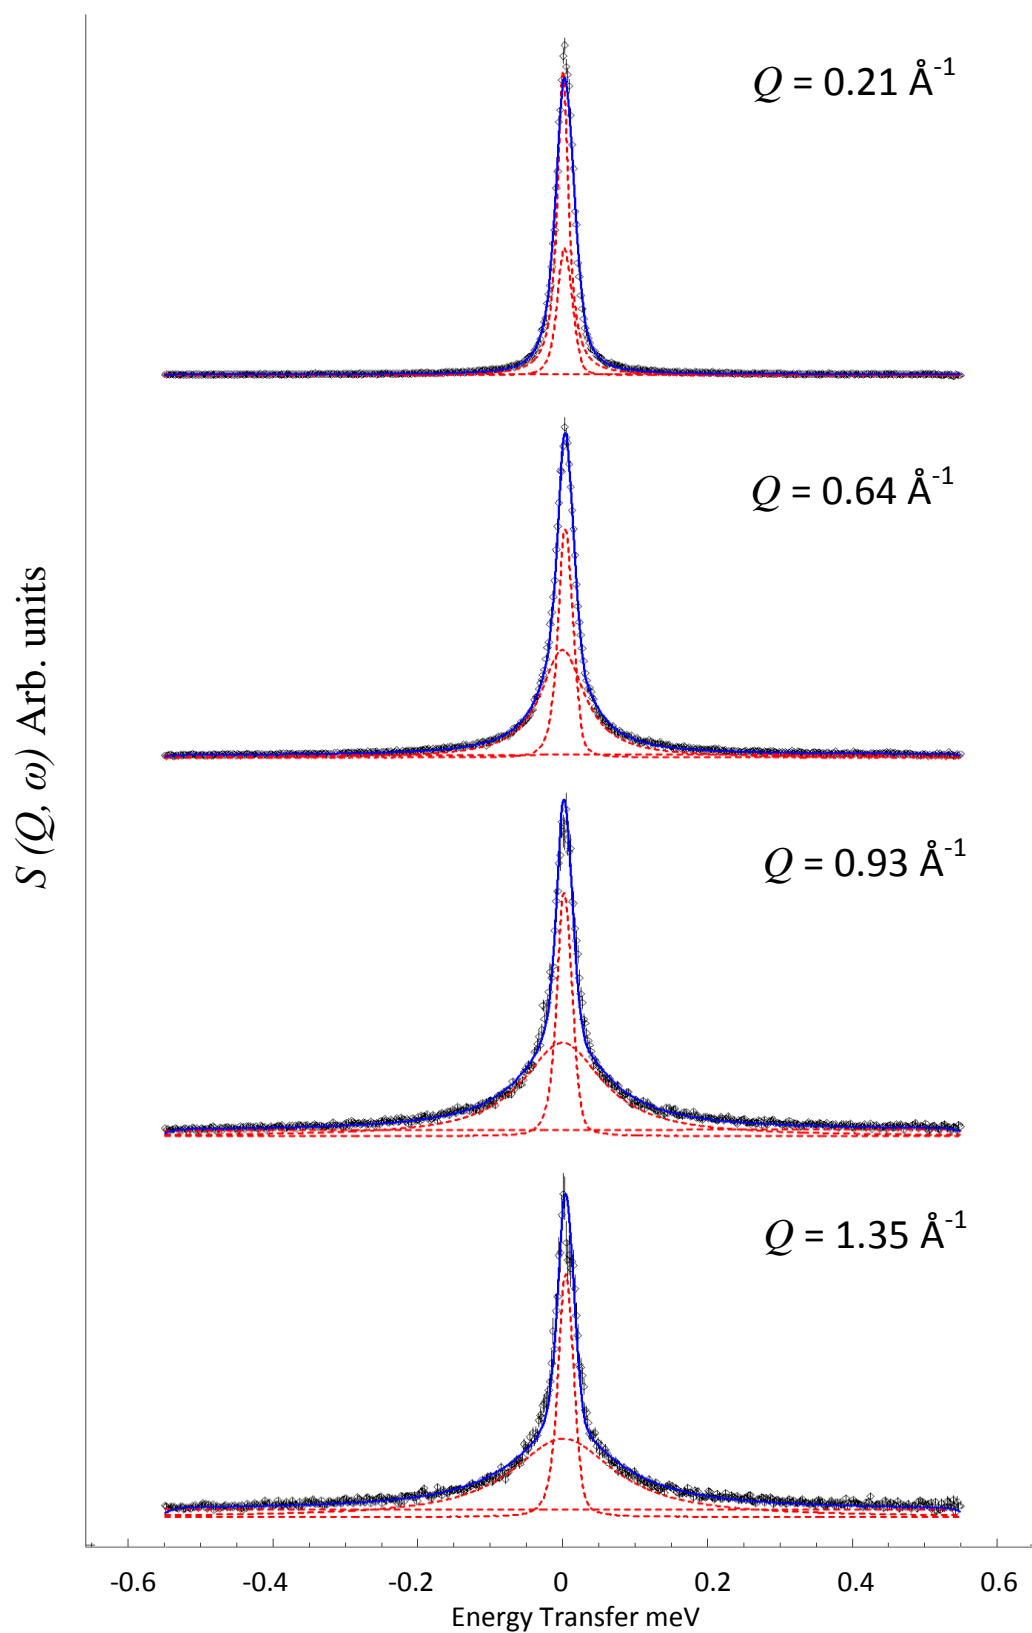 Q = 0.21 Å-1
Q = 0.64 Å-1
Q = 0.93 Å-1
Q = 1.35 Å-1
S (Q, ω) Arb. units
-0.6 -0.4 -0.2 0 0.2 0.4 0.6
Energy Transfer meV